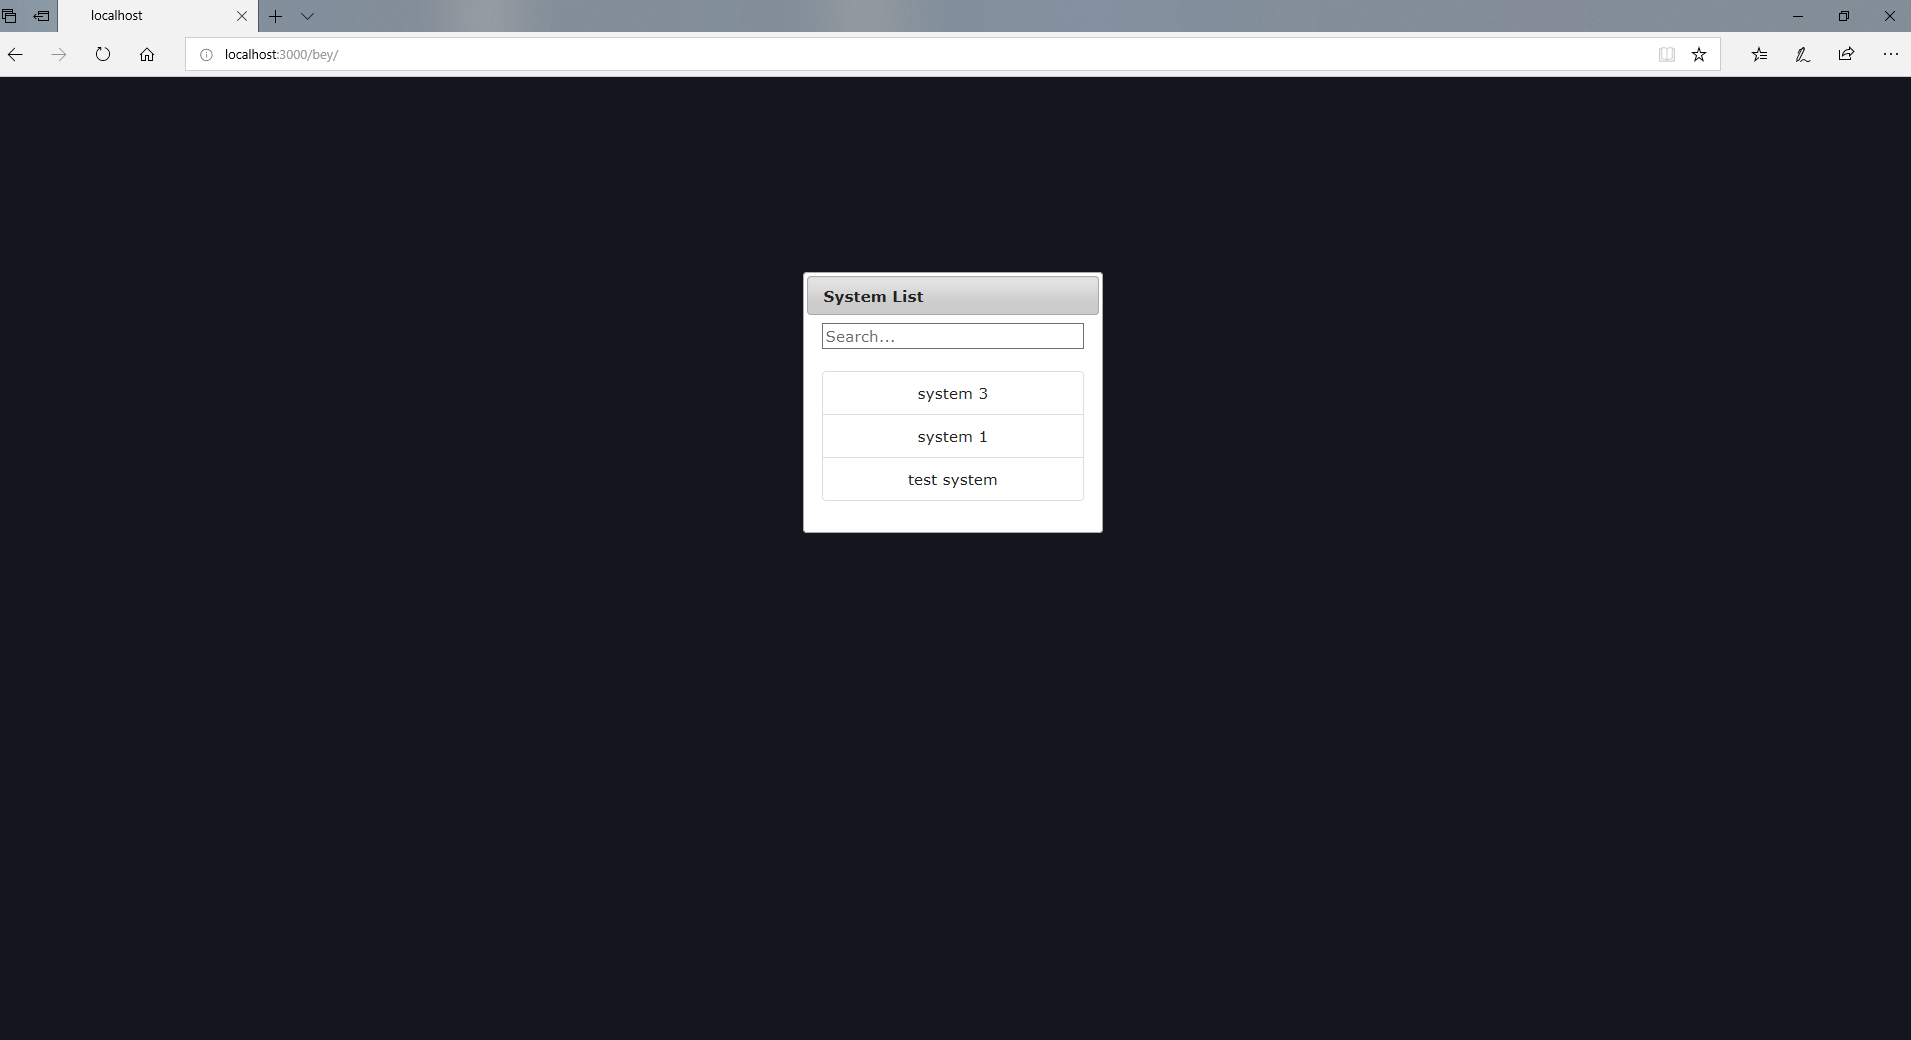 localhost
localhost:3000/bey/
System List
Search...
system 3
system 1
test system